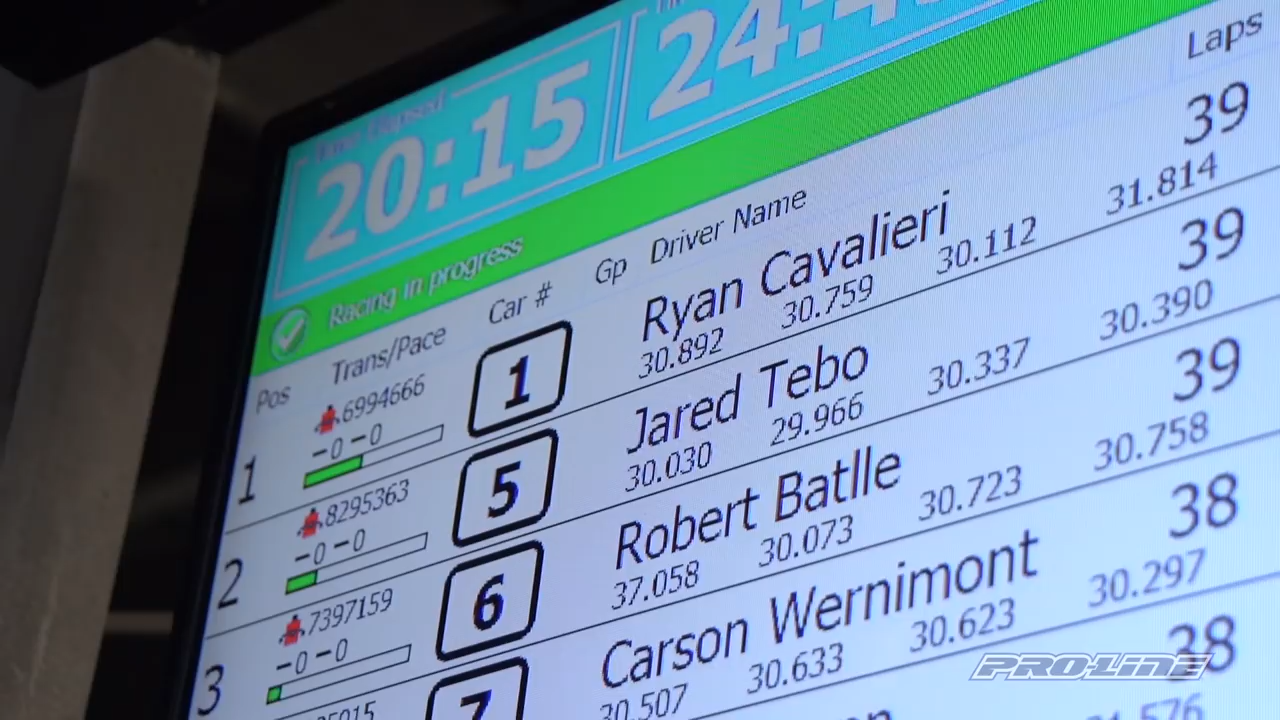 Time Elapsed
20:15
24:4
Racing in progress
Pos Trans/Pace Car # Gp Driver Name Laps
1 6994666 -0 -0 1 Ryan Cavalieri 39
30.892 30.759 30.112 31.814
2 8295363 -0 -0 5 Jared Tebo 39
30.030 29.966 30.337 30.390
3 7397159 -0 -0 6 Robert Batlle 39
37.058 30.073 30.723 30.758
7 Carson Wernimont 38
30.507 30.633 30.623 30.297
38
PRO-LINE